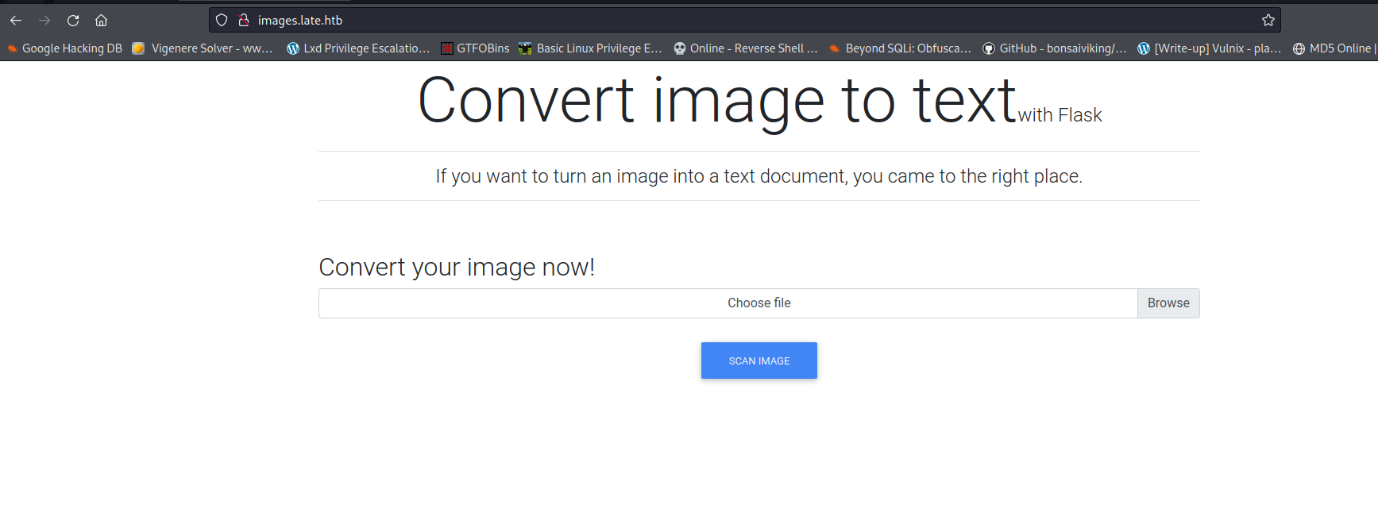 images.late.htb
Google Hacking DB Vigenere Solver - ww... Lxd Privilege Escalatio... GTFOBins Basic Linux Privilege E... Online - Reverse Shell ... Beyond SQLi: Obfusca... GitHub - bonsaiviking/... [Write-up] Vulnix - pla... MD5 Online |
Convert image to text with Flask
If you want to turn an image into a text document, you came to the right place.
Convert your image now!
Choose file Browse
SCAN IMAGE